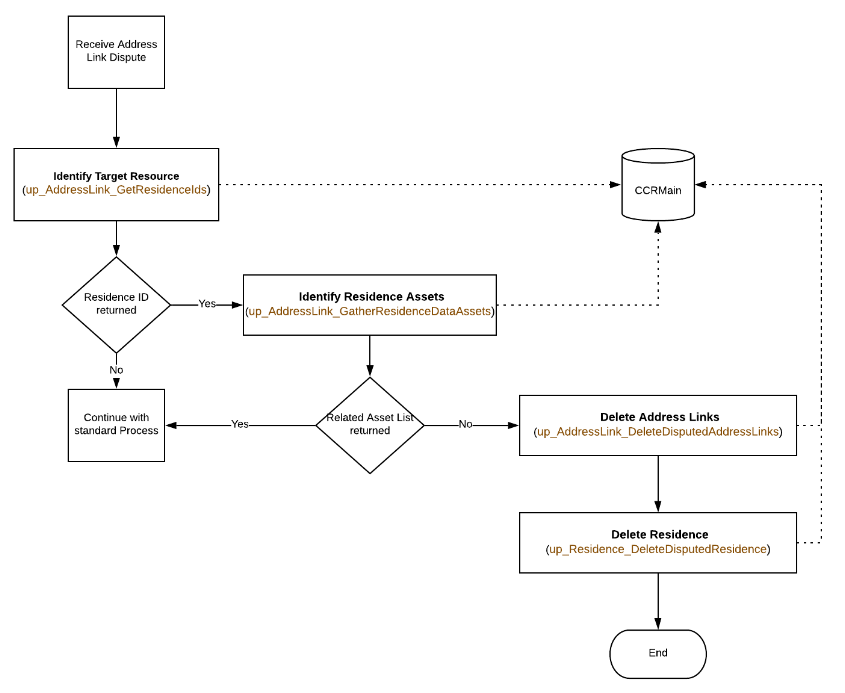 Receive Address
Link Dispute
Identify Target Resource
(up_AddressLink_GetResidenceIds)
CCRMain
Residence ID
returned
Yes
Identify Residence Assets
(up_AddressLink_GatherResidenceDataAssets)
No
Continue with
standard Process
Yes
Related Asset List
returned
No
Delete Address Links
(up_AddressLink_DeleteDisputedAddressLinks)
Delete Residence
(up_Residence_DeleteDisputedResidence)
End